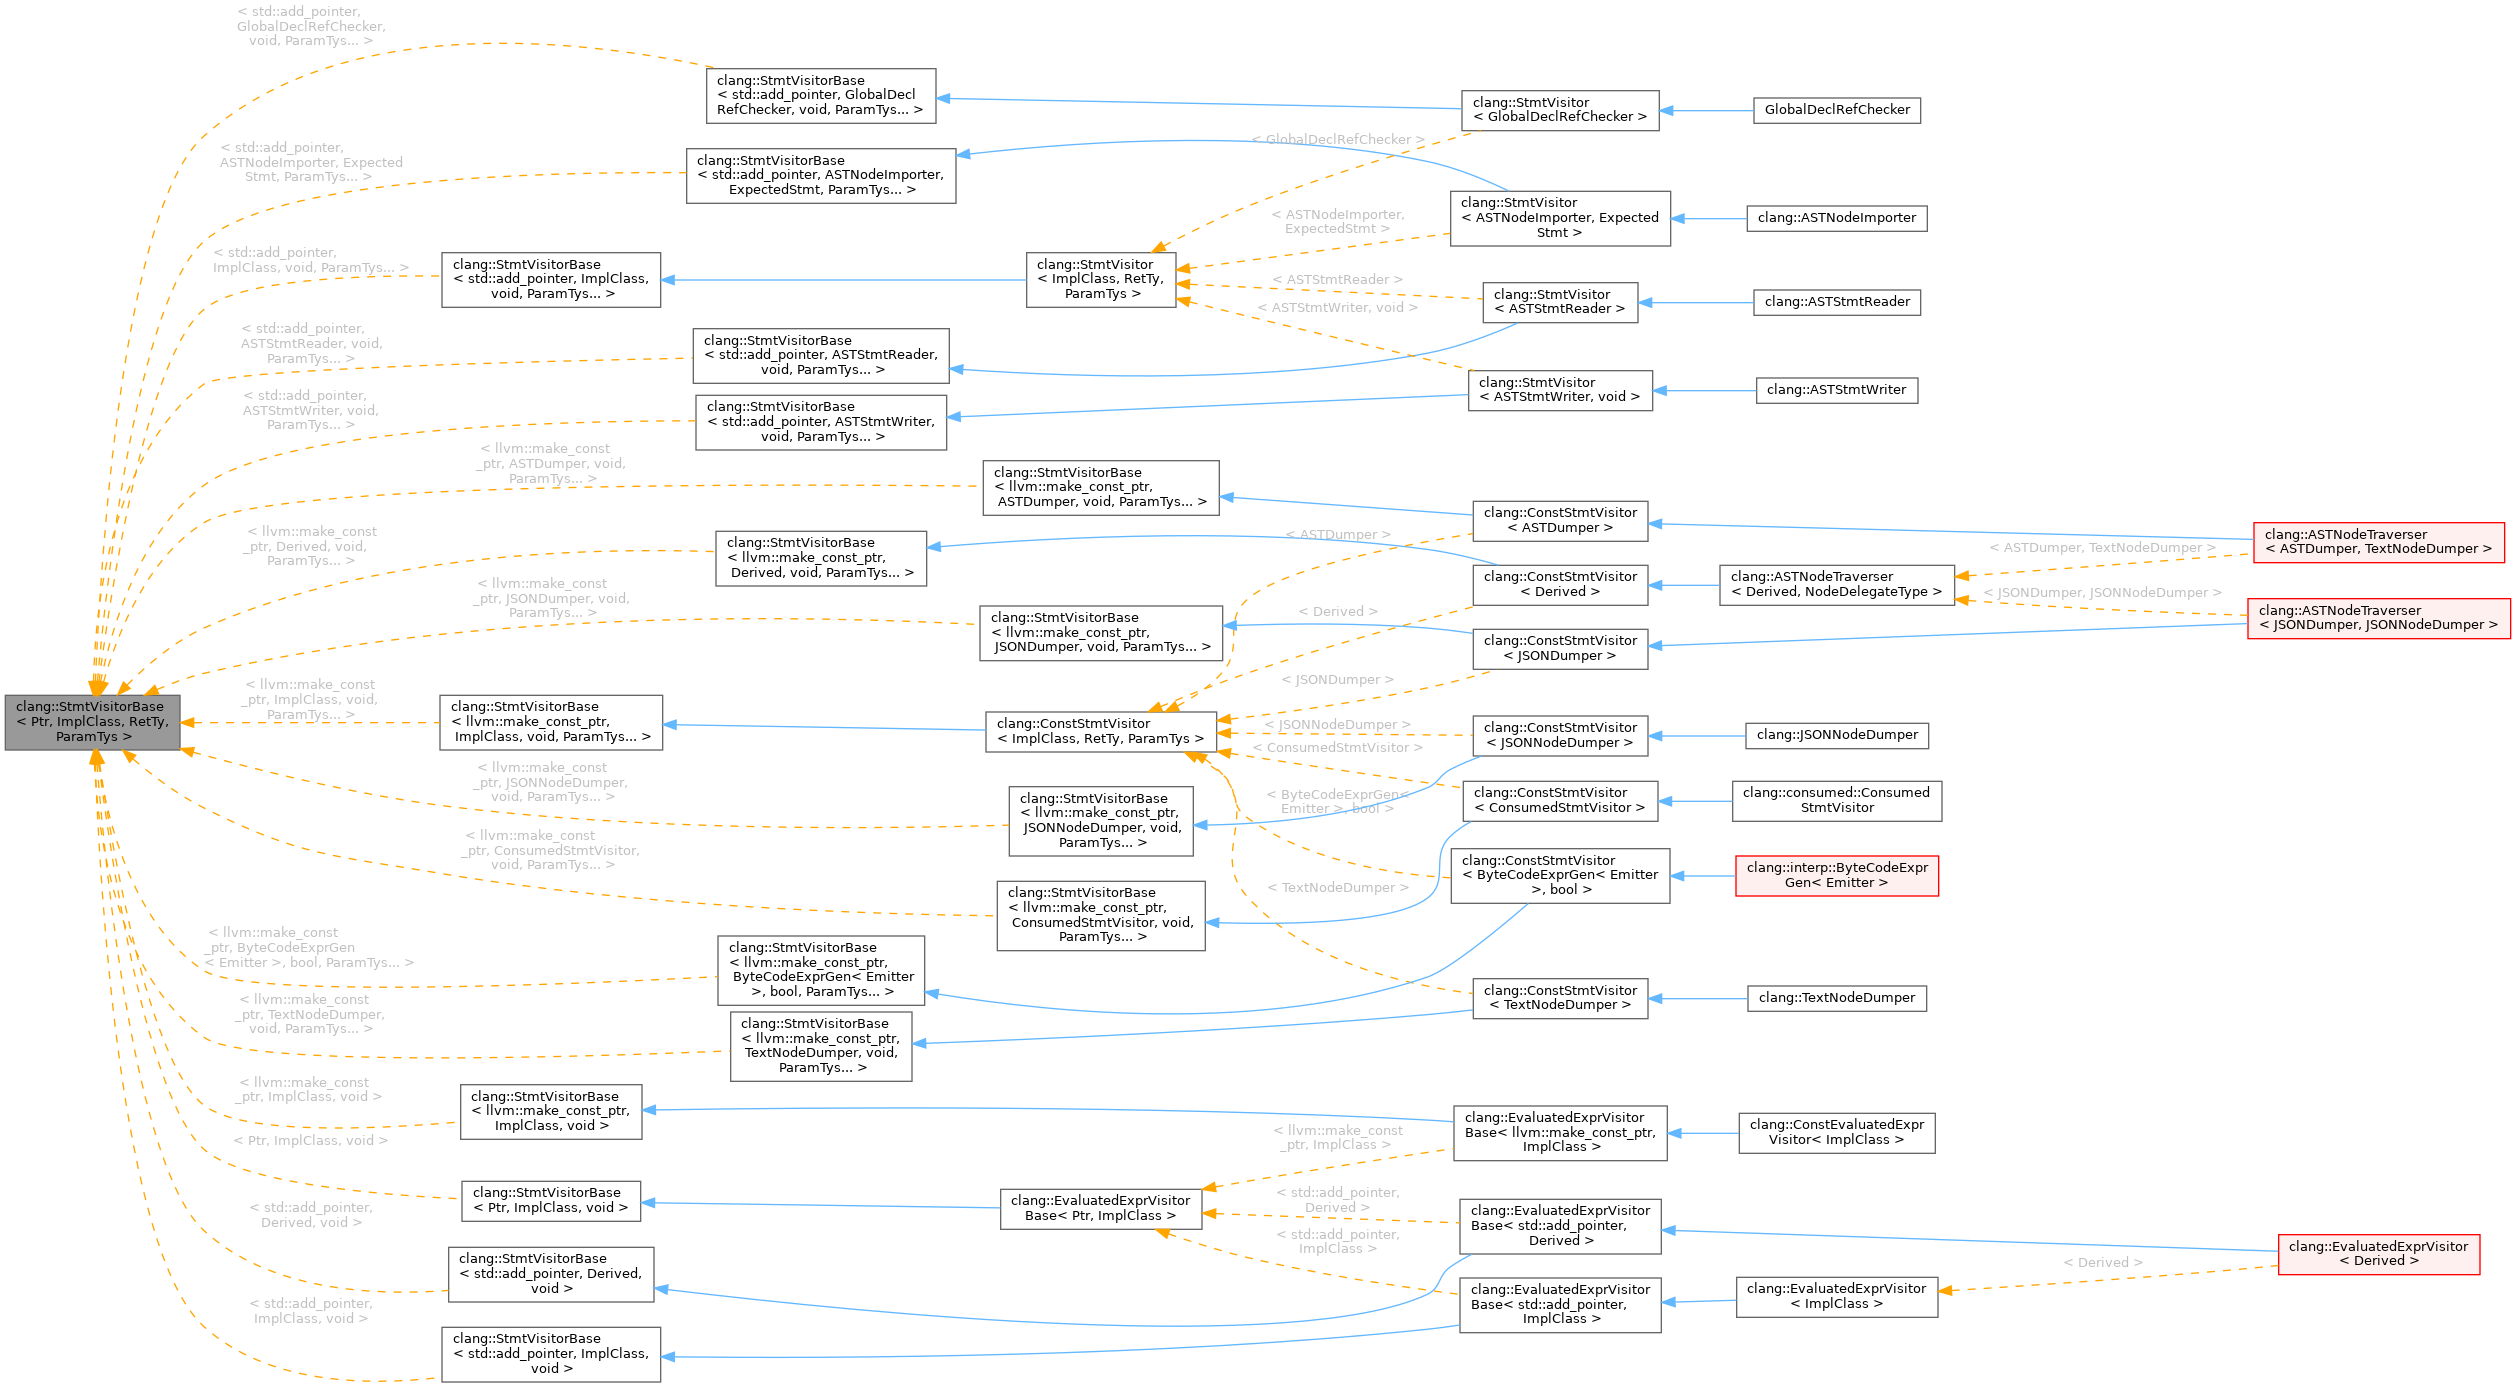 < std::add_pointer,
GlobalDeclRefChecker,
void, ParamTys... >
clang::StmtVisitorBase
< std::add_pointer, GlobalDecl
RefChecker, void, ParamTys... >
clang::StmtVisitor
< GlobalDeclRefChecker >
GlobalDeclRefChecker
< std::add_pointer,
ASTNodeImporter, Expected
Stmt, ParamTys... >
clang::StmtVisitorBase
< std::add_pointer, ASTNodeImporter,
ExpectedStmt, ParamTys... >
< GlobalDeclRefChecker >
clang::StmtVisitor
< ASTNodeImporter, Expected
Stmt >
clang::ASTNodeImporter
< std::add_pointer,
ImplClass, void, ParamTys... >
clang::StmtVisitorBase
< std::add_pointer, ImplClass,
void, ParamTys... >
clang::StmtVisitor
< ImplClass, RetTy,
ParamTys >
< ASTNodeImporter,
ExpectedStmt >
< ASTStmtReader >
< ASTStmtWriter, void >
clang::StmtVisitor
< ASTStmtReader >
clang::ASTStmtReader
< std::add_pointer,
ASTStmtReader, void,
ParamTys... >
clang::StmtVisitorBase
< std::add_pointer, ASTStmtReader,
void, ParamTys... >
clang::StmtVisitor
< ASTStmtWriter, void >
clang::ASTStmtWriter
< std::add_pointer,
ASTStmtWriter, void,
ParamTys... >
clang::StmtVisitorBase
< std::add_pointer, ASTStmtWriter,
void, ParamTys... >
< llvm::make_const
_ptr, ASTDumper, void,
ParamTys... >
clang::StmtVisitorBase
< llvm::make_const_ptr,
ASTDumper, void, ParamTys... >
clang::ConstStmtVisitor
< ASTDumper >
clang::ASTNodeTraverser
< ASTDumper, TextNodeDumper >
< llvm::make_const
_ptr, Derived, void,
ParamTys... >
clang::StmtVisitorBase
< llvm::make_const_ptr,
Derived, void, ParamTys... >
< ASTDumper >
clang::ConstStmtVisitor
< Derived >
clang::ASTNodeTraverser
< Derived, NodeDelegateType >
< ASTDumper, TextNodeDumper >
< JSONDumper, JSONNodeDumper >
clang::ASTNodeTraverser
< JSONDumper, JSONNodeDumper >
< llvm::make_const
_ptr, JSONDumper, void,
ParamTys... >
clang::StmtVisitorBase
< llvm::make_const_ptr,
JSONDumper, void, ParamTys... >
< Derived >
clang::ConstStmtVisitor
< JSONDumper >
< JSONDumper >
clang::StmtVisitorBase
< Ptr, ImplClass, RetTy,
ParamTys >
< llvm::make_const
_ptr, ImplClass, void,
ParamTys... >
clang::StmtVisitorBase
< llvm::make_const_ptr,
ImplClass, void, ParamTys... >
clang::ConstStmtVisitor
< ImplClass, RetTy, ParamTys >
< JSONNodeDumper >
< ConsumedStmtVisitor >
clang::ConstStmtVisitor
< JSONNodeDumper >
clang::JSONNodeDumper
< llvm::make_const
_ptr, JSONNodeDumper,
void, ParamTys... >
clang::StmtVisitorBase
< llvm::make_const_ptr,
JSONNodeDumper, void,
ParamTys... >
< ByteCodeExprGen<
Emitter >, bool >
clang::ConstStmtVisitor
< ConsumedStmtVisitor >
clang::consumed::Consumed
StmtVisitor
< llvm::make_const
_ptr, ConsumedStmtVisitor,
void, ParamTys... >
clang::StmtVisitorBase
< llvm::make_const_ptr,
ConsumedStmtVisitor, void,
ParamTys... >
< TextNodeDumper >
clang::ConstStmtVisitor
< ByteCodeExprGen< Emitter
>, bool >
clang::interp::ByteCodeExpr
Gen< Emitter >
< llvm::make_const
_ptr, ByteCodeExprGen
< Emitter >, bool, ParamTys... >
clang::StmtVisitorBase
< llvm::make_const_ptr,
ByteCodeExprGen< Emitter
>, bool, ParamTys... >
clang::ConstStmtVisitor
< TextNodeDumper >
clang::TextNodeDumper
< llvm::make_const
_ptr, TextNodeDumper,
void, ParamTys... >
clang::StmtVisitorBase
< llvm::make_const_ptr,
TextNodeDumper, void,
ParamTys... >
< llvm::make_const
_ptr, ImplClass, void >
clang::StmtVisitorBase
< llvm::make_const_ptr,
ImplClass, void >
clang::EvaluatedExprVisitor
Base< llvm::make_const_ptr,
ImplClass >
clang::ConstEvaluatedExpr
Visitor< ImplClass >
< Ptr, ImplClass, void >
clang::StmtVisitorBase
< Ptr, ImplClass, void >
clang::EvaluatedExprVisitor
Base< Ptr, ImplClass >
< llvm::make_const
_ptr, ImplClass >
< std::add_pointer,
Derived >
< std::add_pointer,
ImplClass >
clang::EvaluatedExprVisitor
Base< std::add_pointer,
Derived >
clang::EvaluatedExprVisitor
< Derived >
< std::add_pointer,
Derived, void >
clang::StmtVisitorBase
< std::add_pointer, Derived,
void >
clang::EvaluatedExprVisitor
Base< std::add_pointer,
ImplClass >
clang::EvaluatedExprVisitor
< ImplClass >
< Derived >
< std::add_pointer,
ImplClass, void >
clang::StmtVisitorBase
< std::add_pointer, ImplClass,
void >